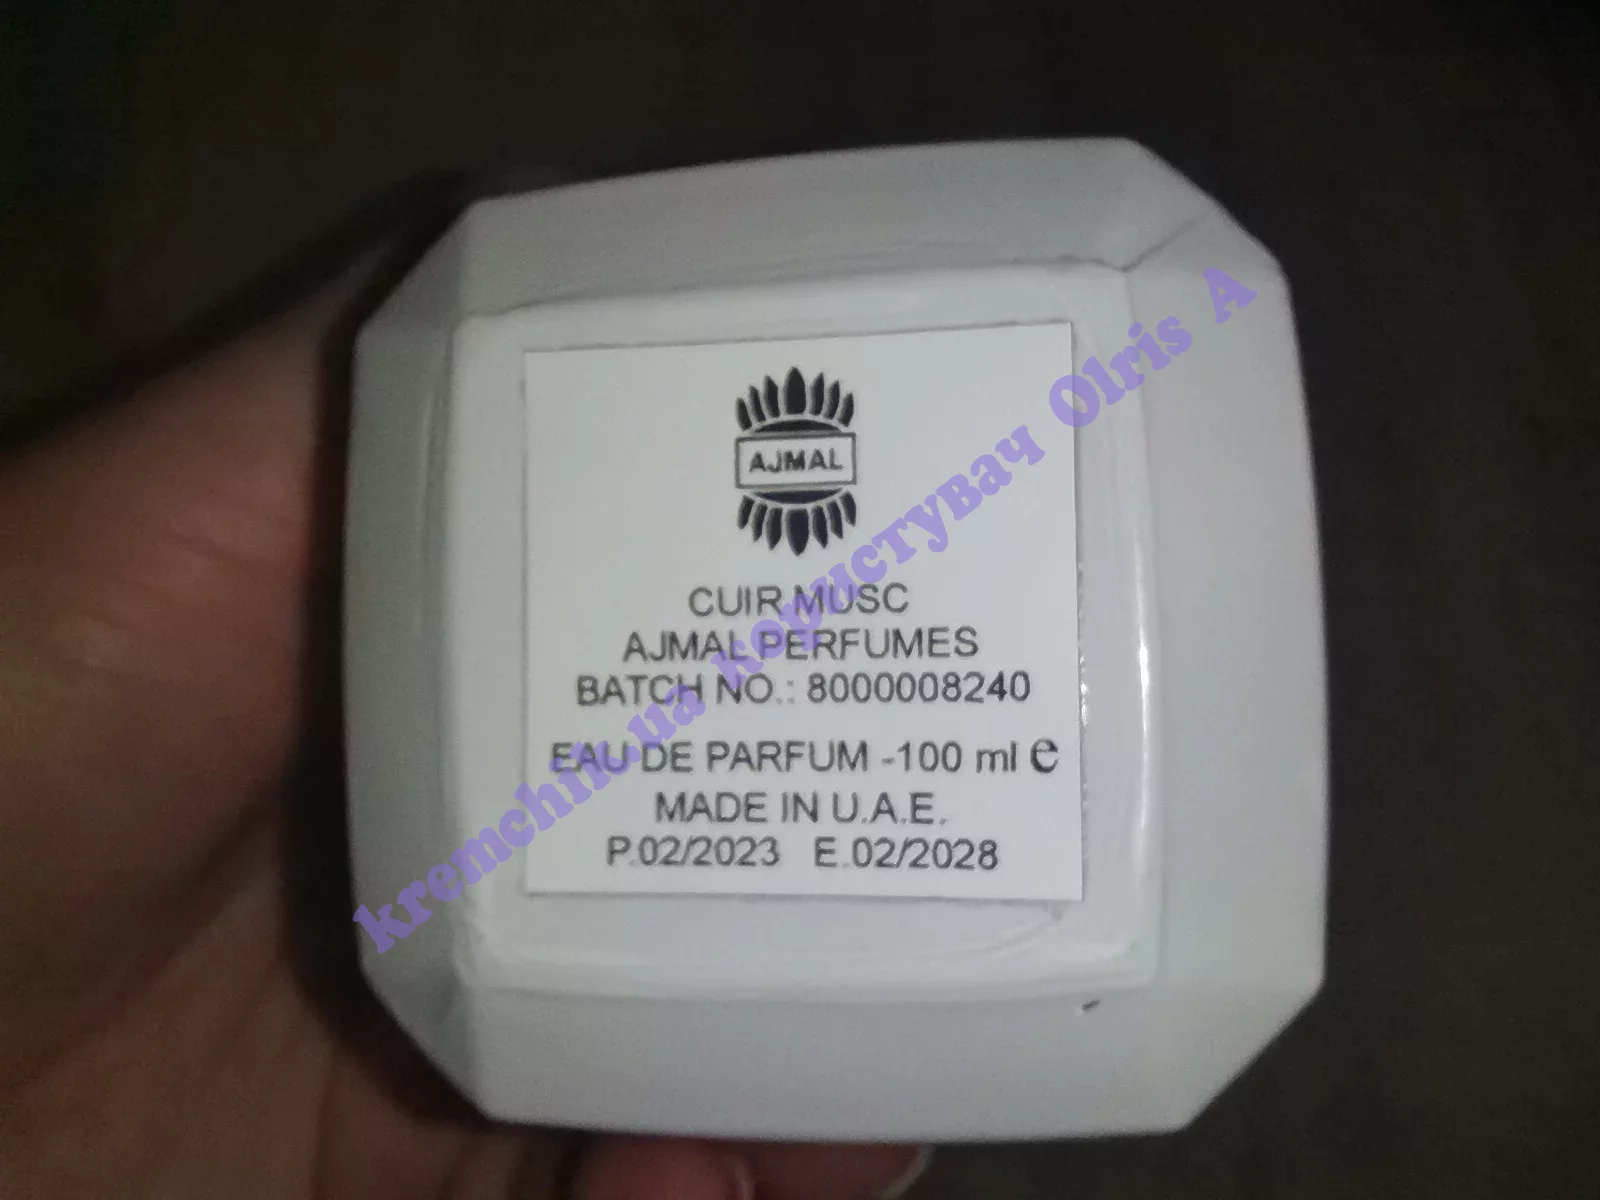 AJMAL
CUIR MUSC
AJMAL PERFUMES
BATCH NO.: 8000008240
EAU DE PARFUM -100 ml e
MADE IN U.A.E.
P.02/2023 E.02/2028
kremchik.ua користувач Olris A